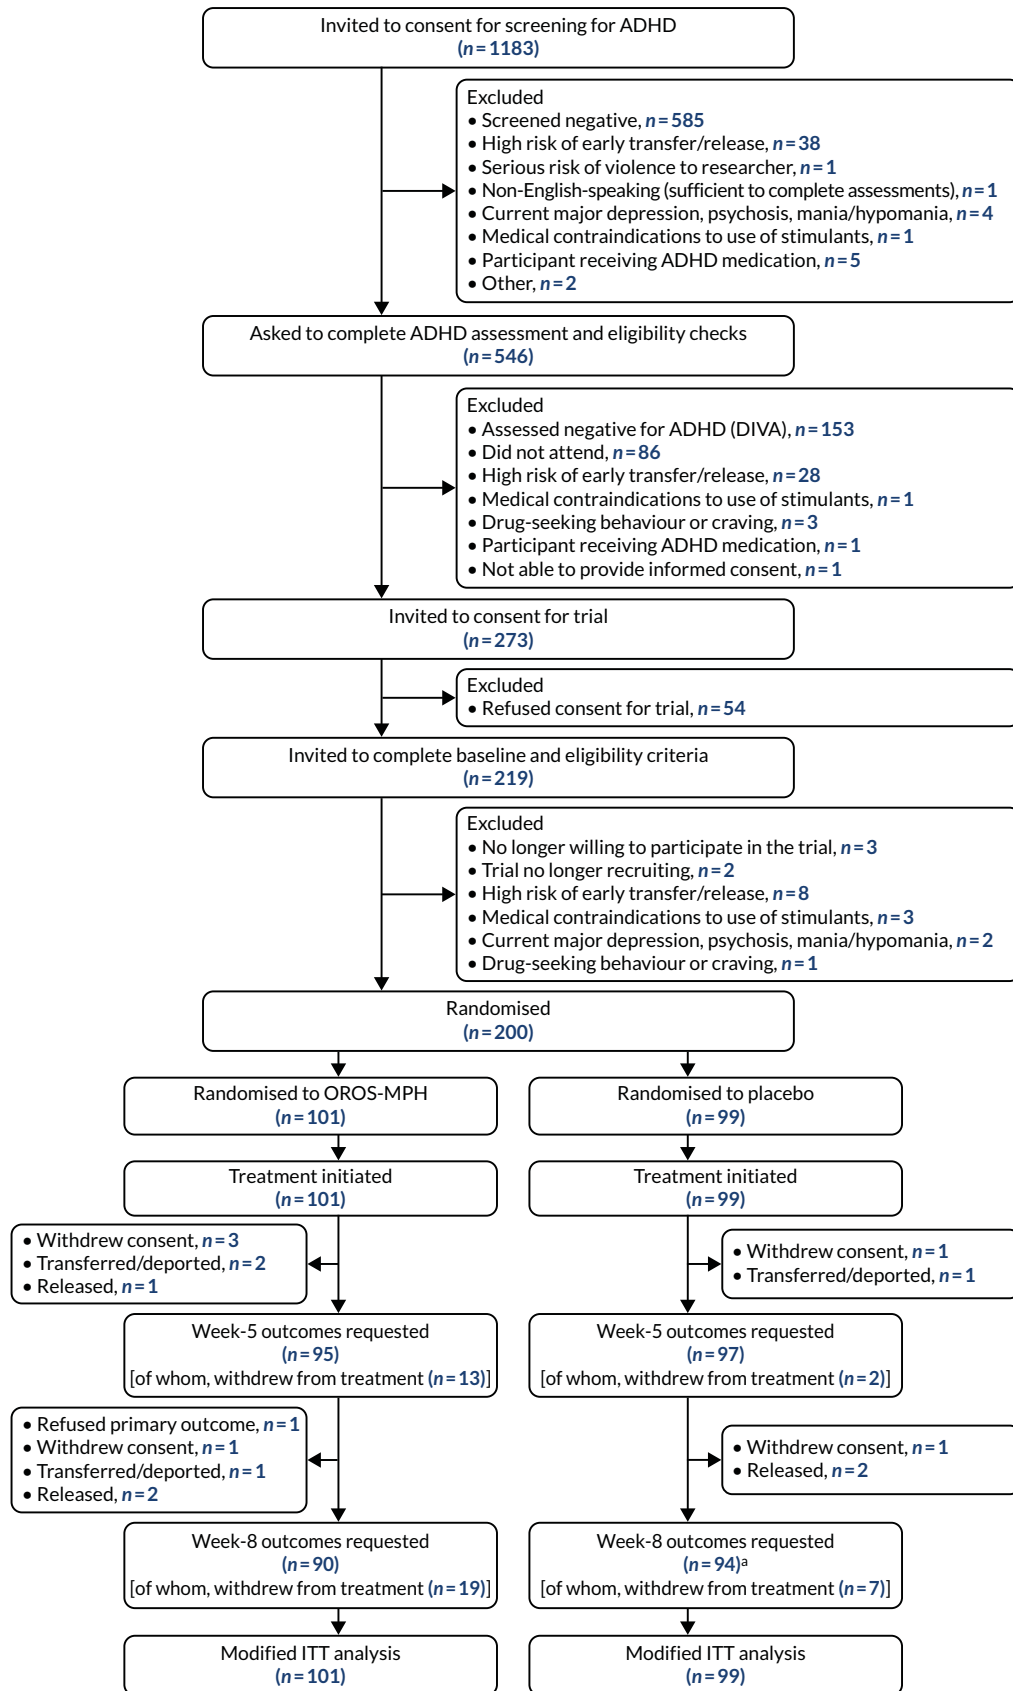 Invited to consent for screening for ADHD
(n=1183)
Excluded
• Screened negative, n=585
• High risk of early transfer/release, n=38
• Serious risk of violence to researcher, n=1
• Non-English-speaking (sufficient to complete assessments), n=1
• Current major depression, psychosis, mania/hypomania, n=4
• Medical contraindications to use of stimulants, n=1
• Participant receiving ADHD medication, n=5
• Other, n=2
Asked to complete ADHD assessment and eligibility checks
(n=546)
Excluded
• Assessed negative for ADHD (DIVA), n=153
• Did not attend, n=86
• High risk of early transfer/release, n=28
• Medical contraindications to use of stimulants, n=1
• Drug-seeking behaviour or craving, n=3
• Participant receiving ADHD medication, n=1
• Not able to provide informed consent, n=1
Invited to consent for trial
(n=273)
Excluded
• Refused consent for trial, n=54
Invited to complete baseline and eligibility criteria
(n=219)
Excluded
• No longer willing to participate in the trial, n=3
• Trial no longer recruiting, n=2
• High risk of early transfer/release, n=8
• Medical contraindications to use of stimulants, n=3
• Current major depression, psychosis, mania/hypomania, n=2
• Drug-seeking behaviour or craving, n=1
Randomised
(n=200)
Randomised to OROS-MPH
(n=101)
Randomised to placebo
(n=99)
Treatment initiated
(n=101)
Treatment initiated
(n=99)
• Withdrew consent, n=3
• Transferred/deported, n=2
• Released, n=1
• Withdrew consent, n=1
• Transferred/deported, n=1
Week-5 outcomes requested
(n=95)
[of whom, withdrew from treatment (n=13)]
Week-5 outcomes requested
(n=97)
[of whom, withdrew from treatment (n=2)]
• Refused primary outcome, n=1
• Withdrew consent, n=1
• Transferred/deported, n=1
• Released, n=2
• Withdrew consent, n=1
• Released, n=2
Week-8 outcomes requested
(n=90)
[of whom, withdrew from treatment (n=19)]
Week-8 outcomes requested
(n=94)ᵃ
[of whom, withdrew from treatment (n=7)]
Modified ITT analysis
(n=101)
Modified ITT analysis
(n=99)